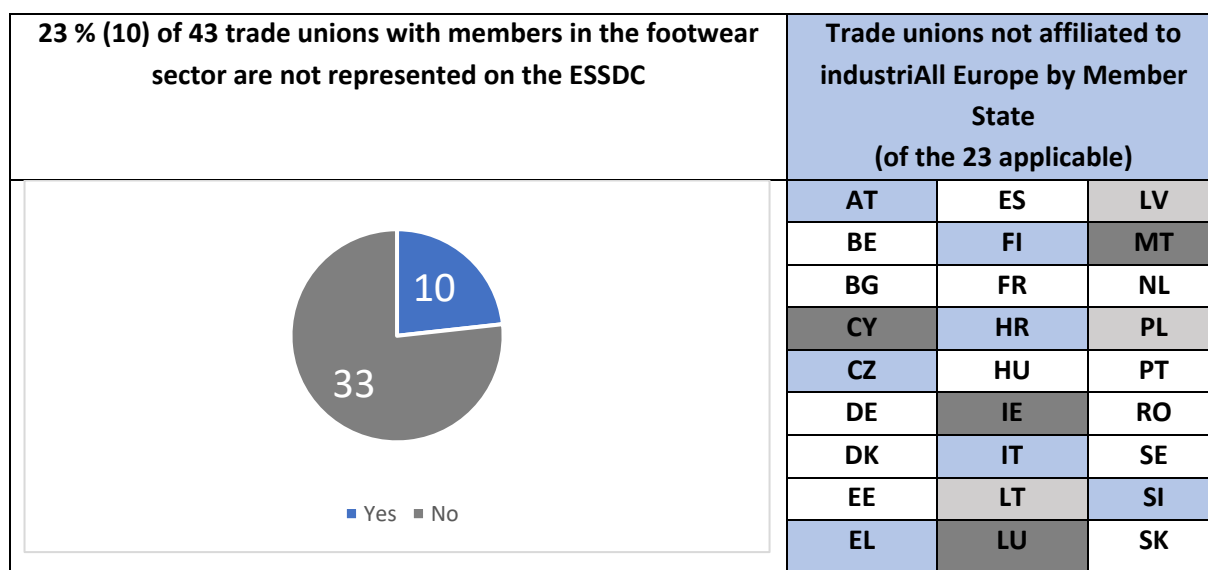 23 % (10) of 43 trade unions with members in the footwear
sector are not represented on the ESSDC
Trade unions not affiliated to
industriAll Europe by Member
State
(of the 23 applicable)
10
33
Yes No
AT ES LV
BE FI MT
BG FR NL
CY HR PL
CZ HU PT
DE IE RO
DK IT SE
EE LT SI
EL LU SK